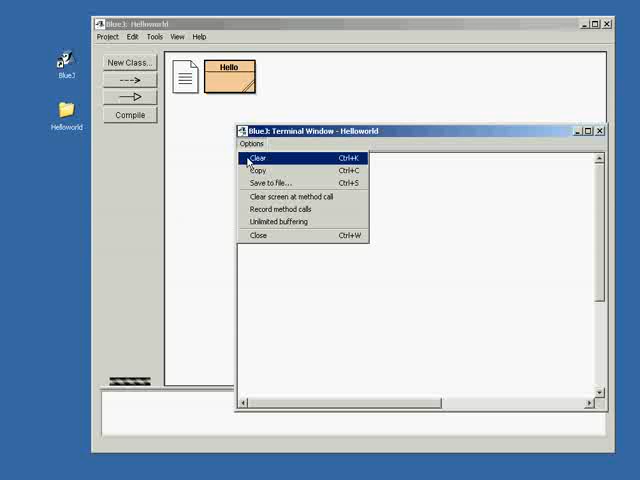 BlueJ: Helloworld
Project Edit Tools View Help
New Class...
Compile
Hello
BlueJ
Helloworld
BlueJ: Terminal Window - Helloworld
Options
Clear Ctrl+K
Copy Ctrl+C
Save to file... Ctrl+S
Clear screen at method call
Record method calls
Unlimited buffering
Close Ctrl+W